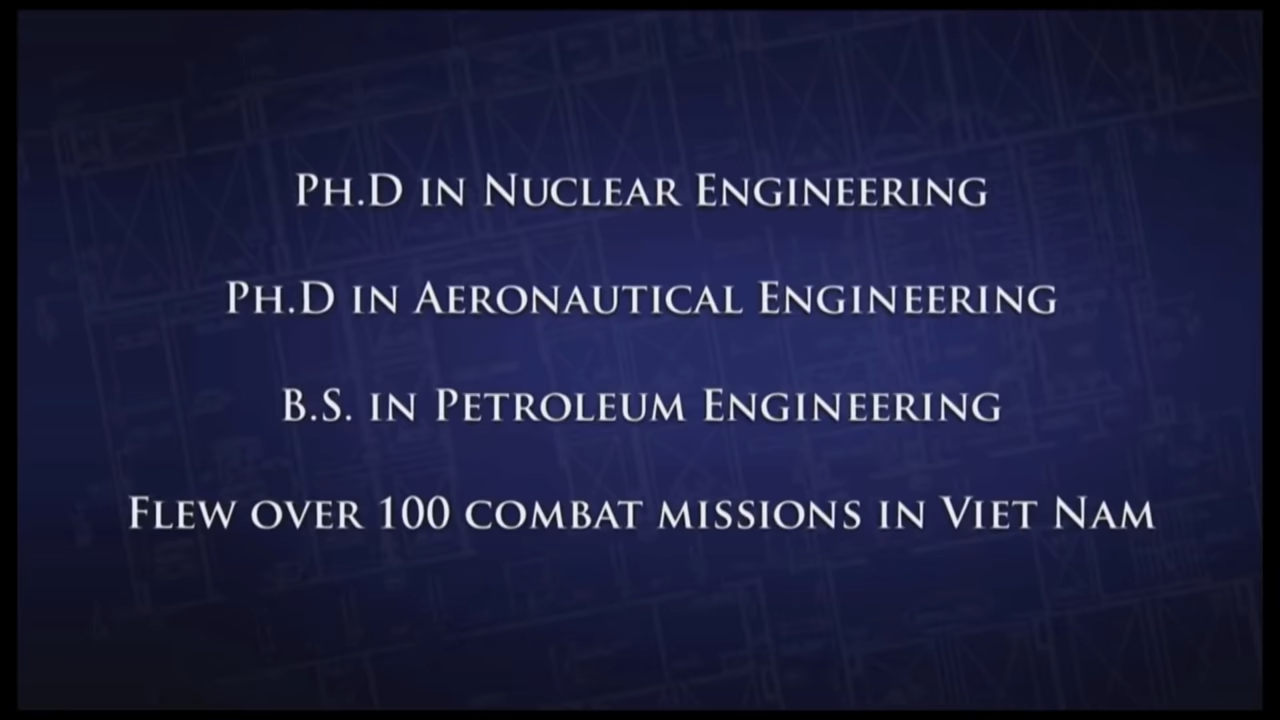 Ph.D in Nuclear Engineering
Ph.D in Aeronautical Engineering
B.S. in Petroleum Engineering
Flew over 100 combat missions in Viet Nam